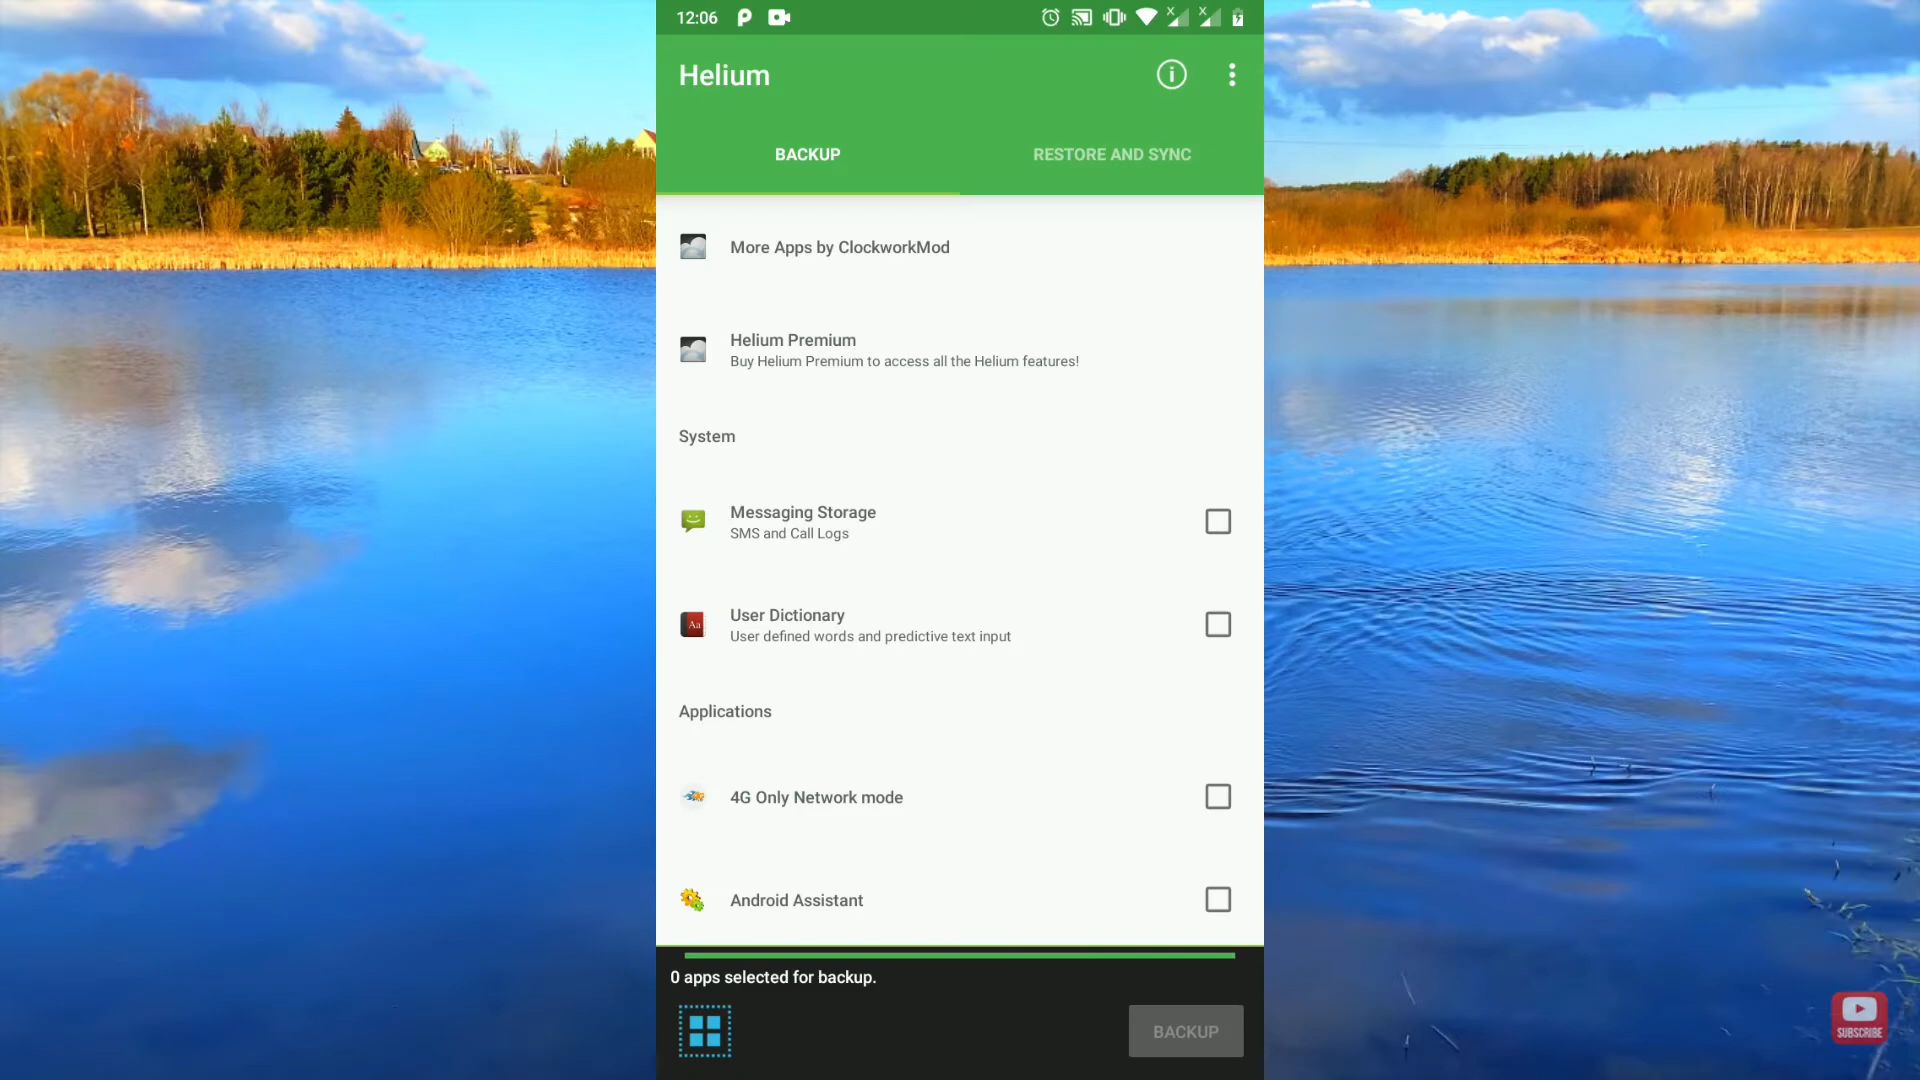 12:06
Helium
BACKUP
RESTORE AND SYNC
More Apps by ClockworkMod
Helium Premium
Buy Helium Premium to access all the Helium features!
System
Messaging Storage
SMS and Call Logs
User Dictionary
User defined words and predictive text input
Applications
4G Only Network mode
Android Assistant
0 apps selected for backup.
BACKUP
SUBSCRIBE